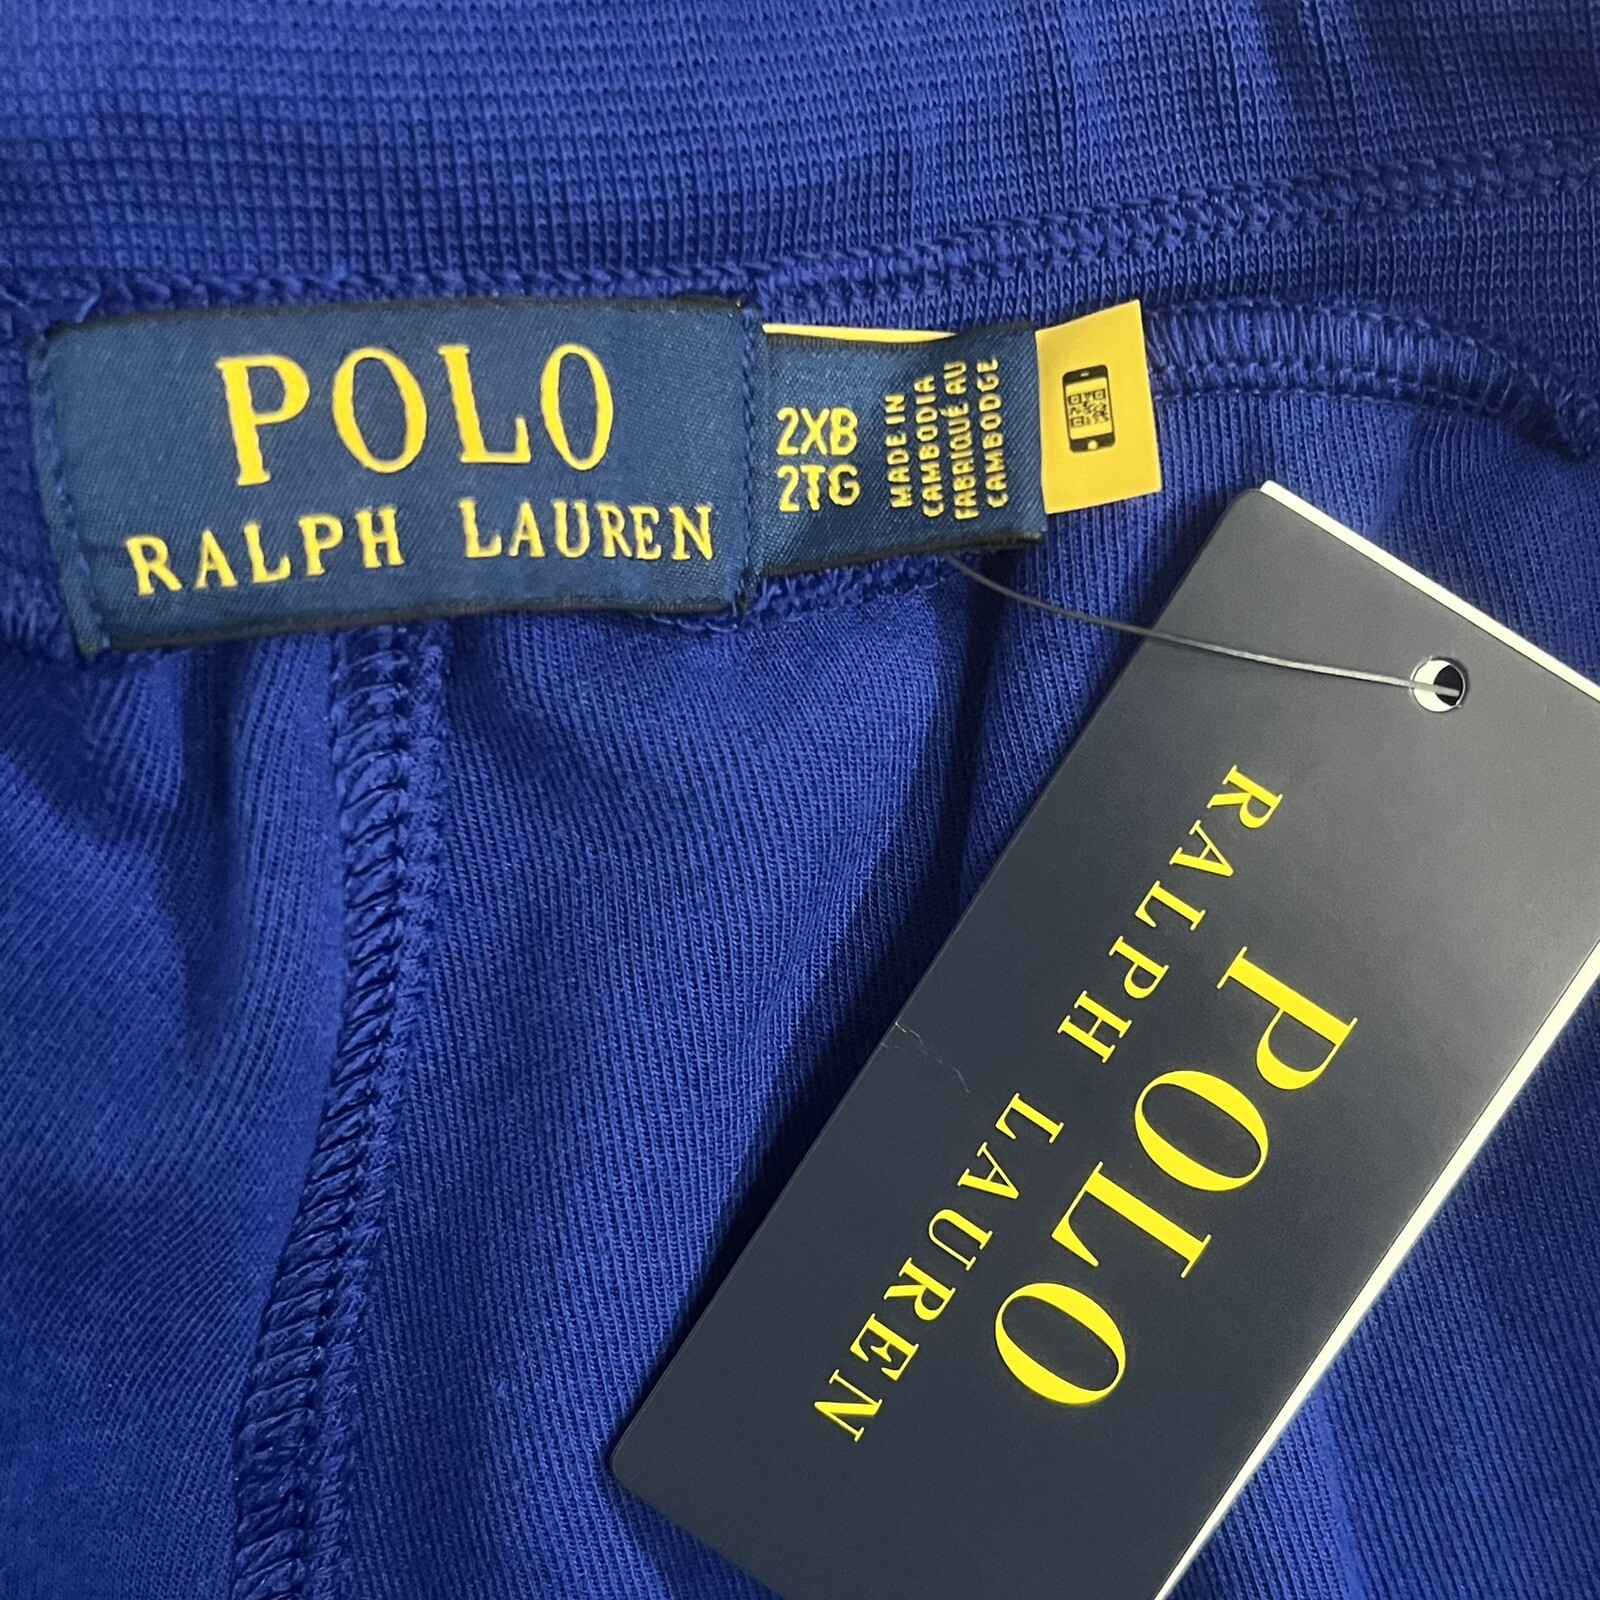 POLO
RALPH LAUREN
2XB
2TG
MADE IN
CAMBODIA
FABRIQUÉ AU
CAMBODGE
POLO
RALPH LAUREN